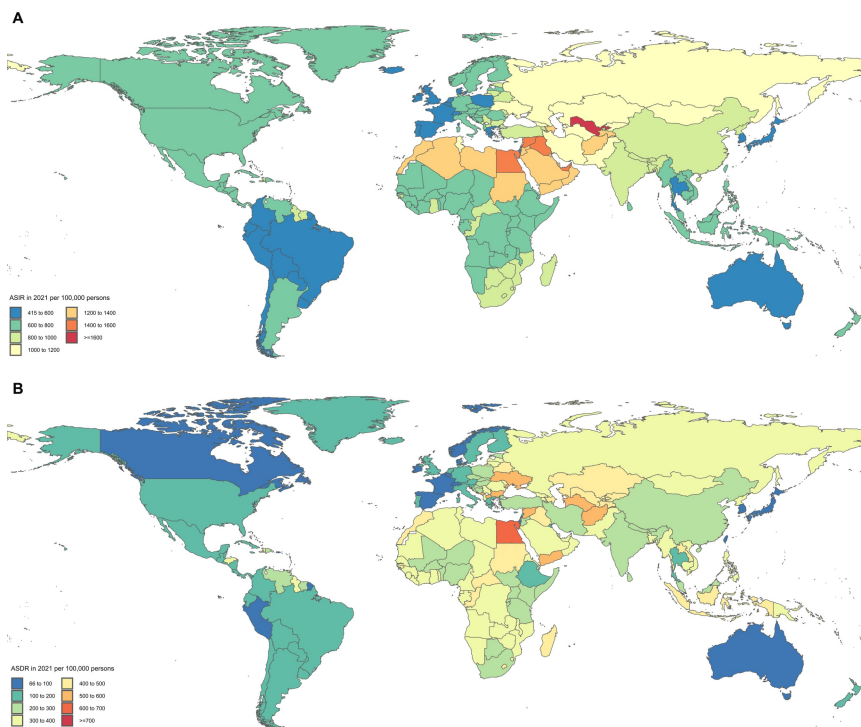 A
ASIR in 2021 per 100,000 persons
415 to 600
1200 to 1400
600 to 800
1400 to 1600
800 to 1000
>=1600
1000 to 1200
B
ASDR in 2021 per 100,000 persons
66 to 100
400 to 500
100 to 200
500 to 600
200 to 300
600 to 700
300 to 400
>=700